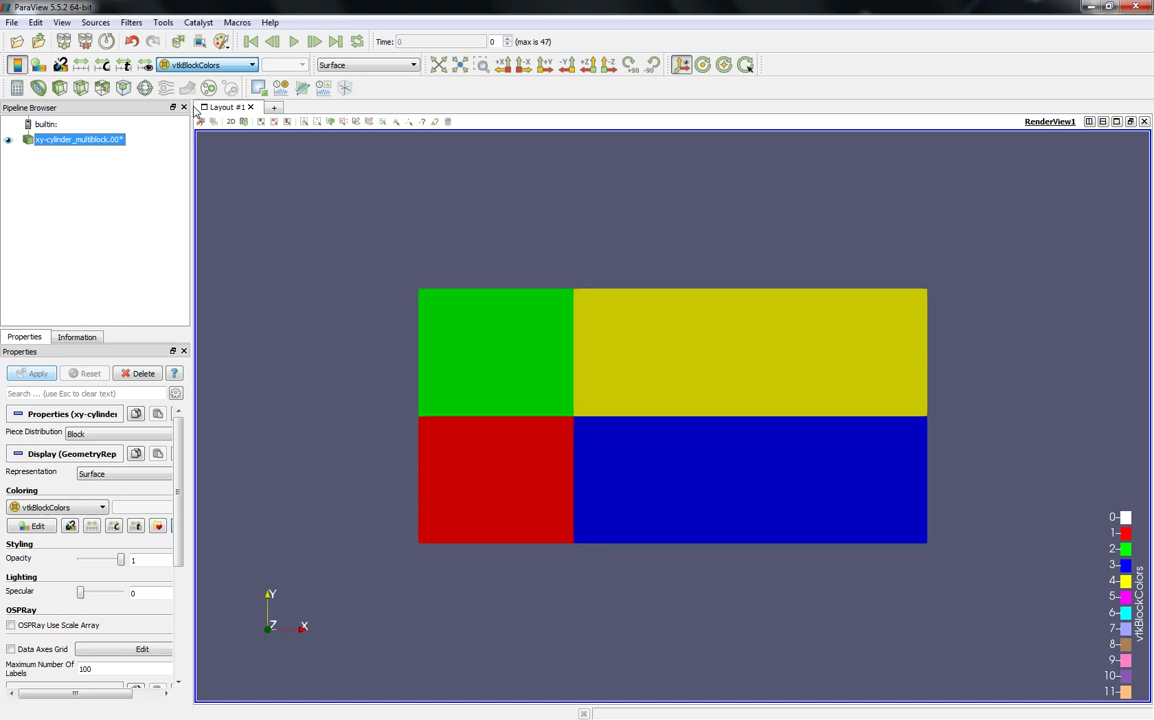 ParaView 5.5.2 64-bit
File Edit View Sources Filters Tools Catalyst Macros Help
Time: 0 0 (max is 47)
vtkBlockColors Surface
+X -X +Y -Y +Z -Z +90 -90
Pipeline Browser
Layout #1
+
2D
RenderView1
builtin:
xy-cylinder_multiblock.00*
Properties Information
Properties
Apply Reset Delete ?
Search ... (use Esc to clear text)
Properties (xy-cylinder
Piece Distribution Block
Display (GeometryRep
Representation Surface
Coloring
vtkBlockColors
Edit
Styling
Opacity 1
Lighting
Specular 0
OSPRay
OSPRay Use Scale Array
Data Axes Grid Edit
Maximum Number Of
Labels 100
Y
Z X
0
1
2
3
4
5
6
7
8
9
10
11
vtkBlockColors